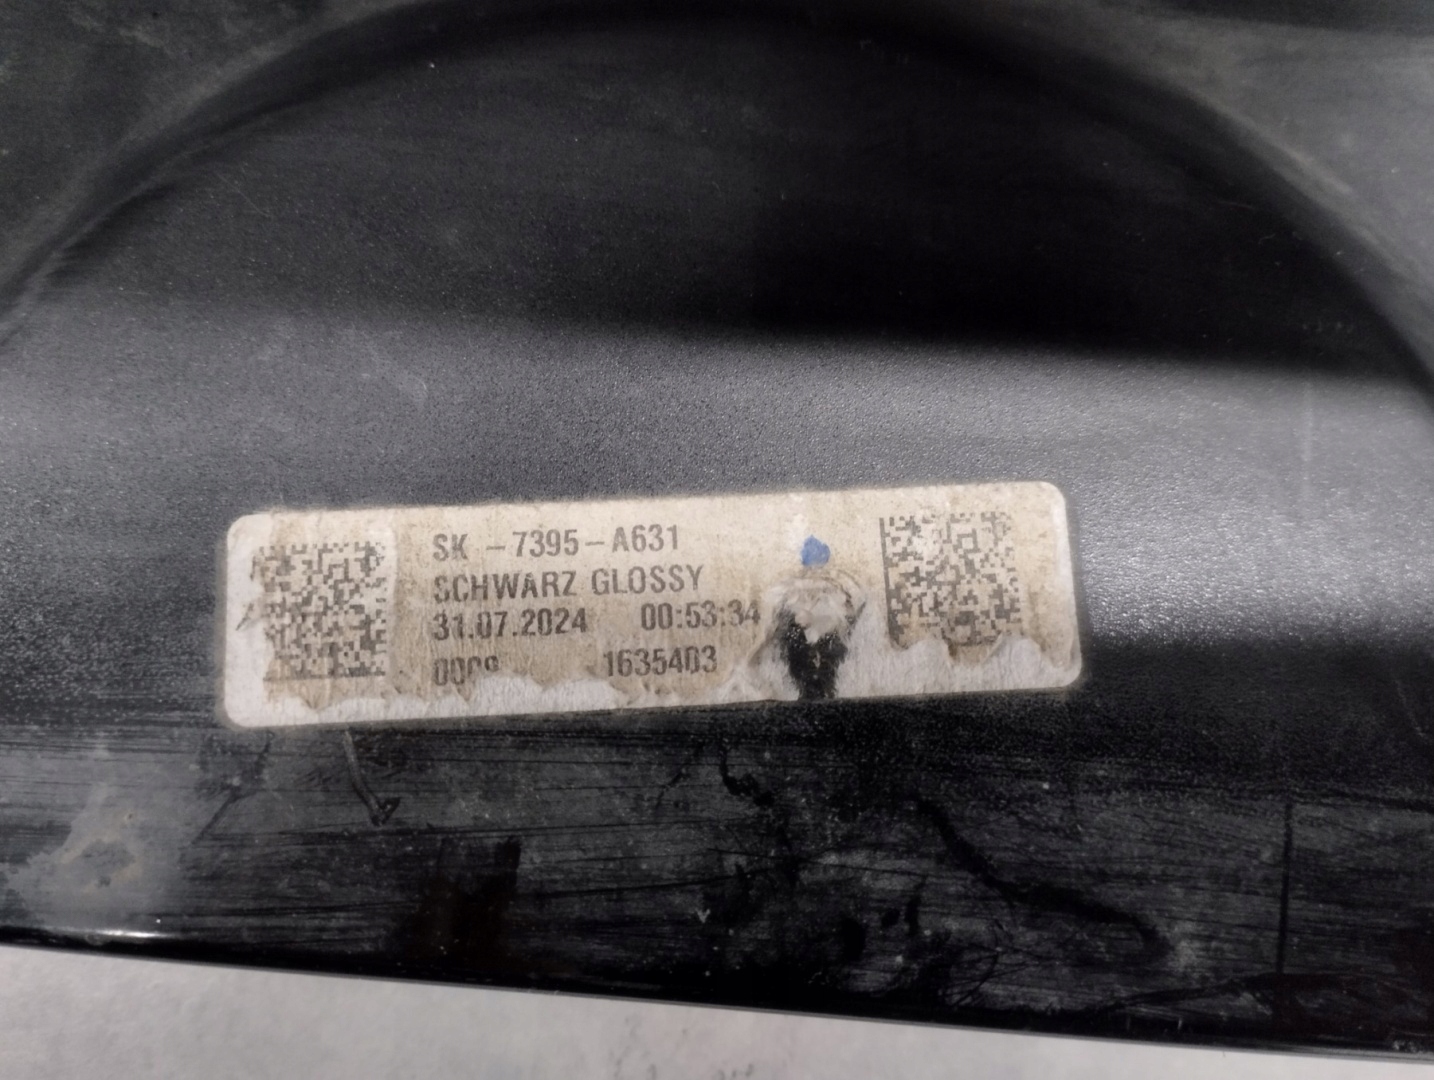 SK - 7395 - A631
SCHWARZ GLOSSY
31.07.2024 00:53:34
1635403